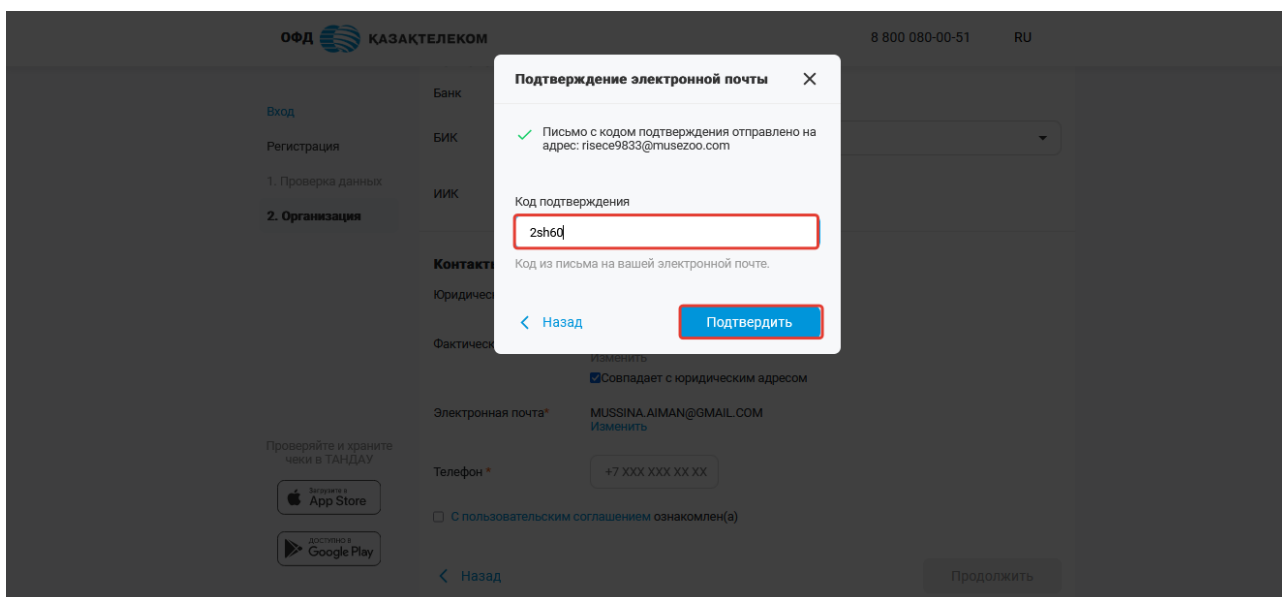 ОФД ҚАЗАҚТЕЛЕКОМ
8 800 080-00-51 RU
Вход
Регистрация
1. Проверка данных
2. Организация
Проверяйте и храните
чеки в ТАНДАУ
Загрузите в
App Store
ДОСТУПНО В
Google Play
Банк
БИК
ИИК
Подтверждение электронной почты
Письмо с кодом подтверждения отправлено на
адрес: risece9833@musezoo.com
Код подтверждения
2sh60
Код из письма на вашей электронной почте.
Назад Подтвердить
Изменить
Совпадает с юридическим адресом
Электронная почта* MUSSINA.AIMAN@GMAIL.COM
Изменить
Телефон * +7 XXX XXX XX XX
С пользовательским соглашением ознакомлен(а)
Назад Продолжить